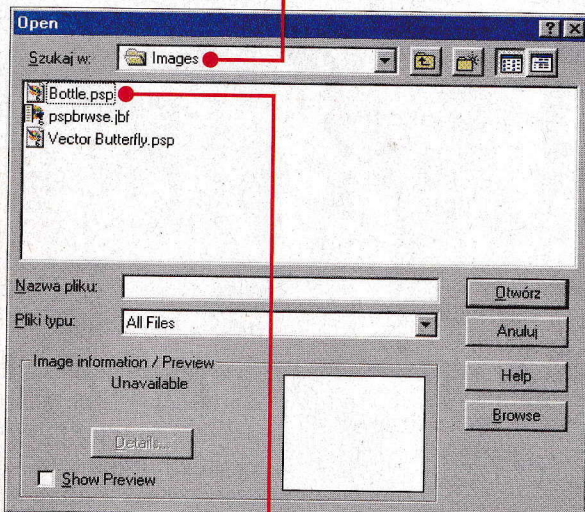 Open
Szukaj w: Images
Bottle.psp
pspbrwse.jbf
Vector Butterfly.psp
Nazwa pliku: Otwórz
Pliki typu: All Files Anuluj
Image information / Preview
Unavailable
Help
Browse
Details...
Show Preview